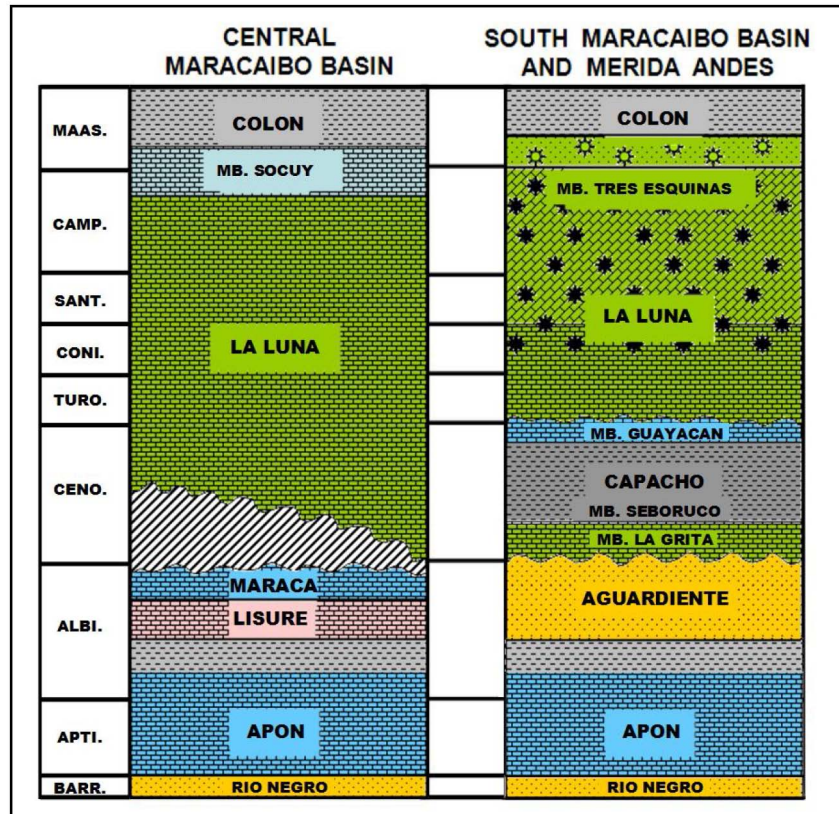 CENTRAL
MARACAIBO BASIN
SOUTH MARACAIBO BASIN
AND MERIDA ANDES
MAAS.
CAMP.
SANT.
CONI.
TURO.
CENO.
ALBI.
APTI.
BARR.
COLON
MB. SOCUY
LA LUNA
MARACA
LISURE
APON
RIO NEGRO
COLON
MB. TRES ESQUINAS
LA LUNA
MB. GUAYACAN
CAPACHO
MB. SEBORUCO
MB. LA GRITA
AGUARDIENTE
APON
RIO NEGRO